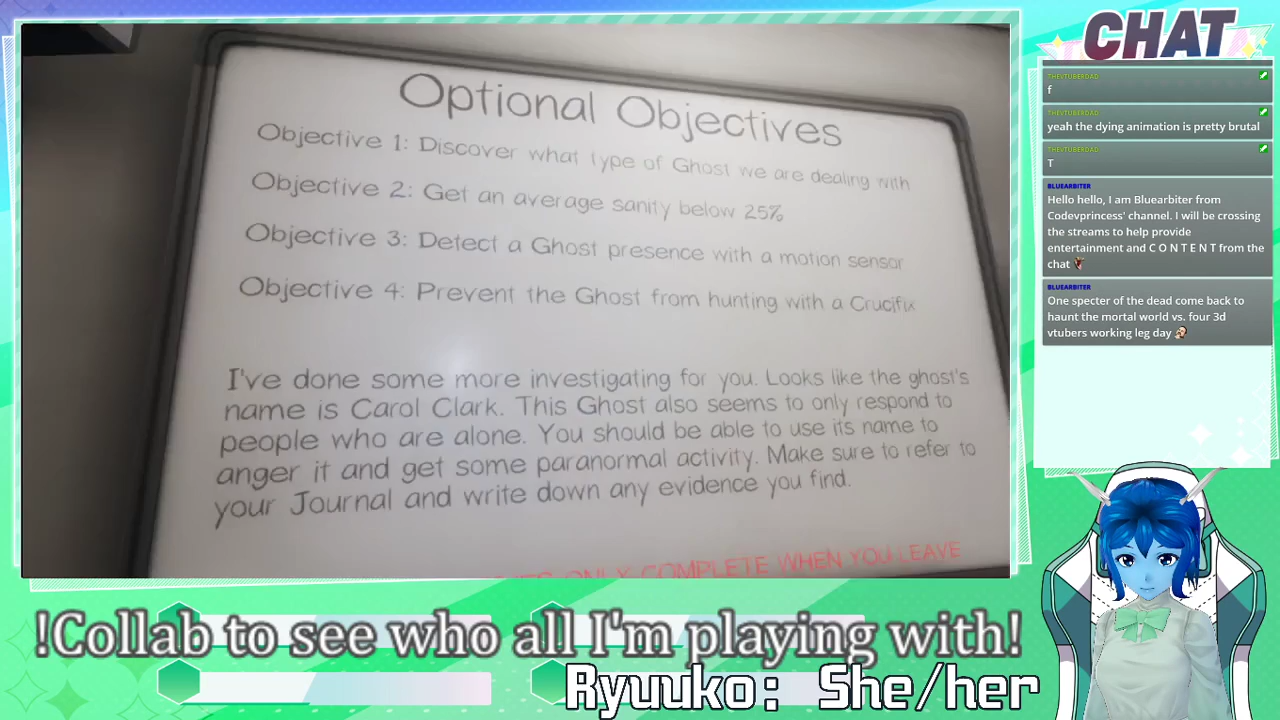 Optional Objectives
Objective 1: Discover what type of Ghost we are dealing with
Objective 2: Get an average sanity below 25%
Objective 3: Detect a Ghost presence with a motion sensor
Objective 4: Prevent the Ghost from hunting with a Crucifix
I've done some more investigating for you. Looks like the ghost's
name is Carol Clark. This Ghost also seems to only respond to
people who are alone. You should be able to use its name to
anger it and get some paranormal activity. Make sure to refer to
your Journal and write down any evidence you find.
ONLY COMPLETE WHEN YOU LEAVE
CHAT
THEVTUBERDAD
f
THEVTUBERDAD
yeah the dying animation is pretty brutal
THEVTUBERDAD
T
BLUEARBITER
Hello hello, I am Bluearbiter from
Codevprincess' channel. I will be crossing
the streams to help provide
entertainment and C O N T E N T from the
chat
BLUEARBITER
One specter of the dead come back to
haunt the mortal world vs. four 3d
vtubers working leg day
!Collab to see who all I'm playing with!
Ryuuko: She/her